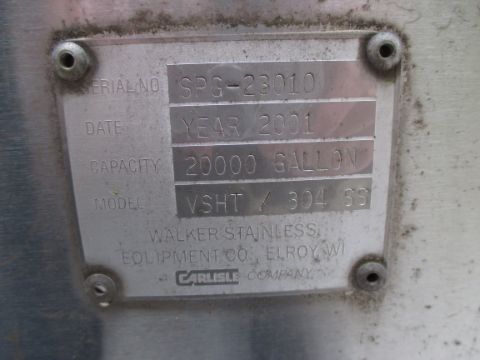 SERIAL NO. SPG-23010
DATE YEAR 2001
CAPACITY 20000 GALLON
MODEL VSHT / 304 SS
WALKER STAINLESS
EQUIPMENT CO., ELROY, WI
A CARLISLE COMPANY